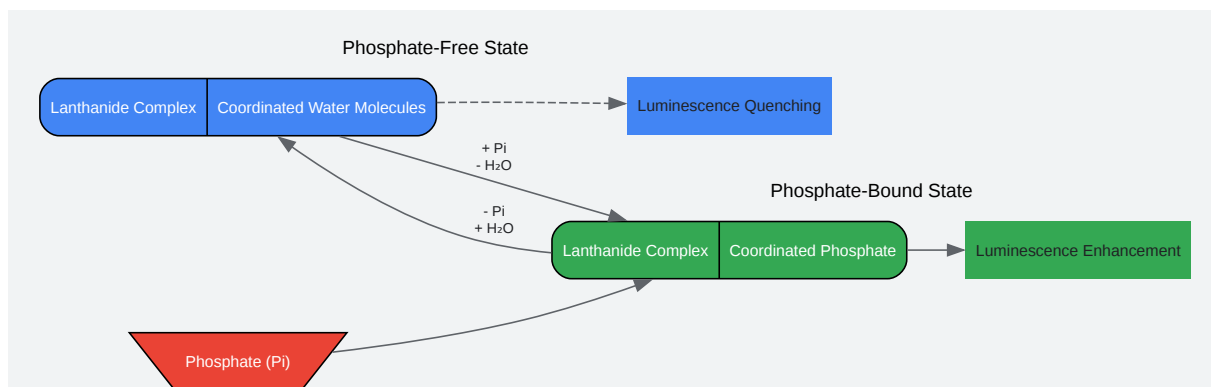 Phosphate-Free State
Lanthanide Complex
Coordinated Water Molecules
Luminescence Quenching
+ Pi
- H₂O
Phosphate-Bound State
- Pi
+ H₂O
Lanthanide Complex
Coordinated Phosphate
Luminescence Enhancement
Phosphate (Pi)